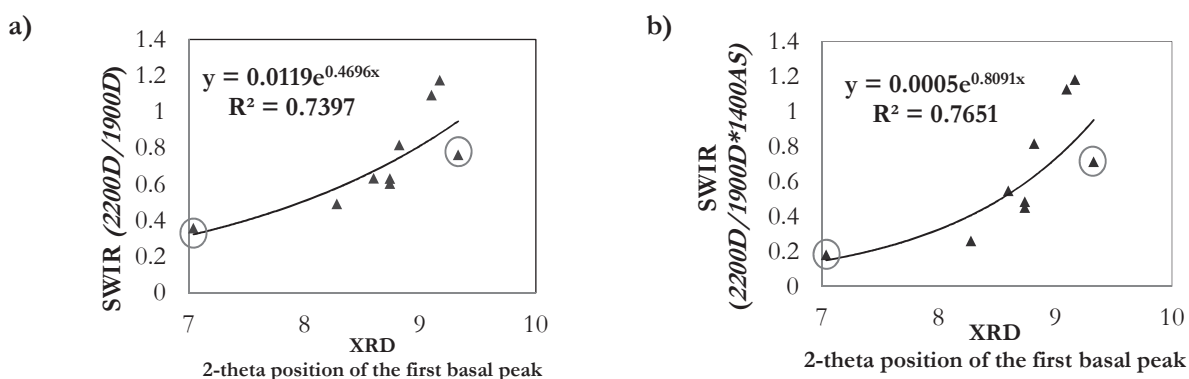 a)
SWIR (2200D/1900D)
1.4
1.2
1
0.8
0.6
0.4
0.2
0
y = 0.0119e^0.4696x
R² = 0.7397
7 8 9 10
XRD
2-theta position of the first basal peak
b)
SWIR
(2200D/1900D*1400AS)
1.4
1.2
1
0.8
0.6
0.4
0.2
0
y = 0.0005e^0.8091x
R² = 0.7651
7 8 9 10
XRD
2-theta position of the first basal peak